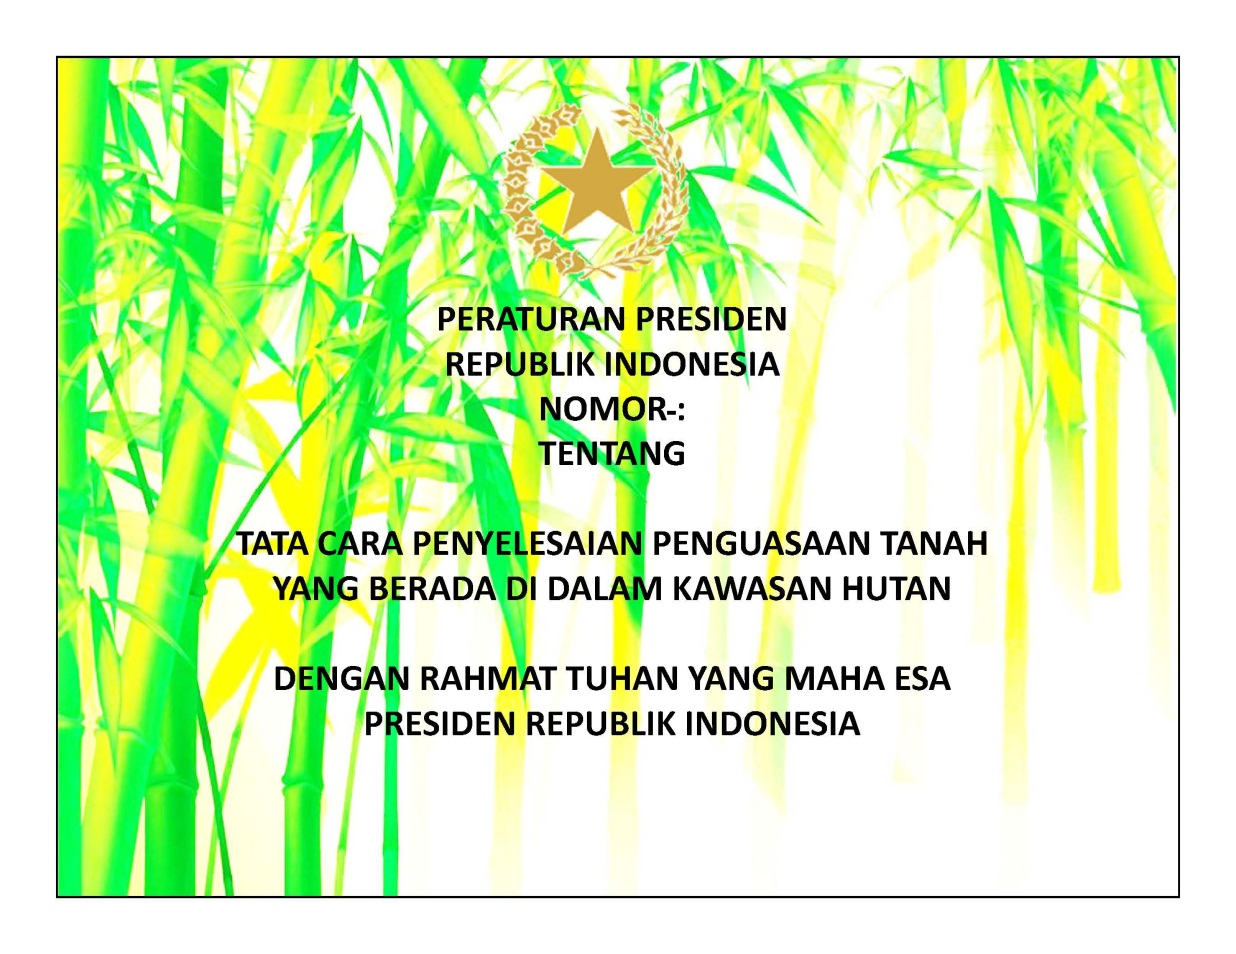 PERATURAN PRESIDEN
REPUBLIK INDONESIA
NOMOR-:
TENTANG
TATA CARA PENYELESAIAN PENGUASAAN TANAH
YANG BERADA DI DALAM KAWASAN HUTAN
DENGAN RAHMAT TUHAN YANG MAHA ESA
PRESIDEN REPUBLIK INDONESIA